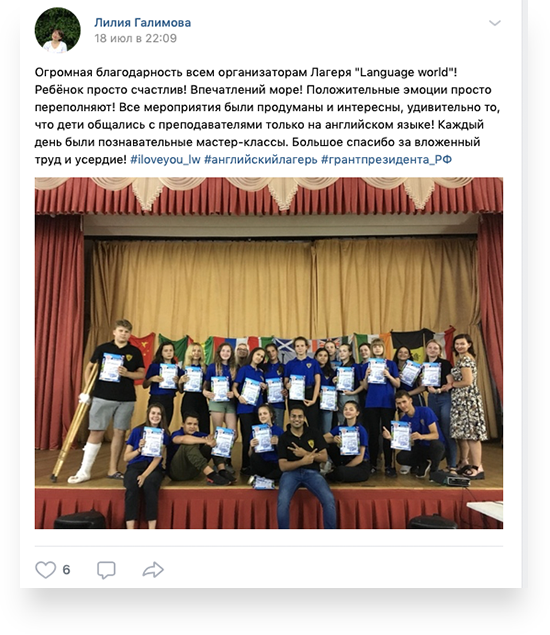 Лилия Галимова
18 июл в 22:09
Огромная благодарность всем организаторам Лагеря "Language world"!
Ребёнок просто счастлив! Впечатлений море! Положительные эмоции просто
переполняют! Все мероприятия были продуманы и интересны, удивительно то,
что дети общались с преподавателями только на английском языке! Каждый
день были познавательные мастер-классы. Большое спасибо за вложенный
труд и усердие! #iloveyou_lw #английскийлагерь #грантпрезидента_РФ
6